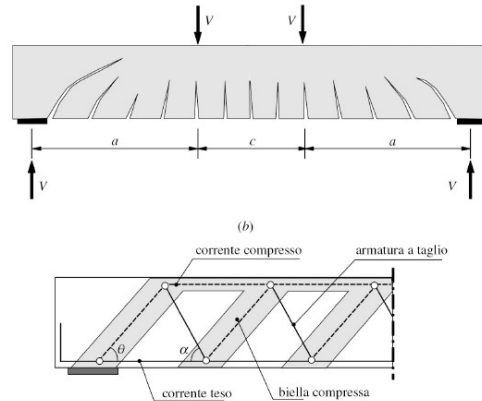 V V
a c a
V V
(b)
corrente compresso armatura a taglio
θ α
corrente teso biella compressa